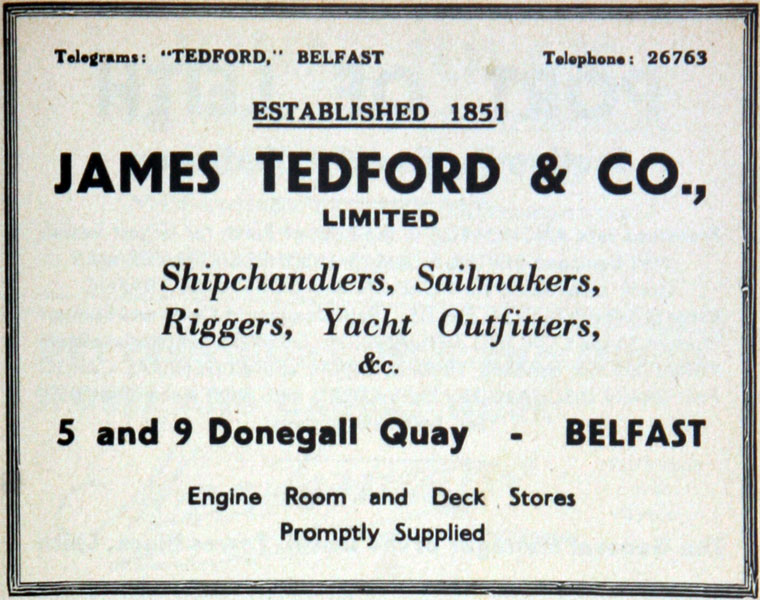 Telegrams: "TEDFORD," BELFAST Telephone: 26763
ESTABLISHED 1851
JAMES TEDFORD & CO.,
LIMITED
Shipchandlers, Sailmakers,
Riggers, Yacht Outfitters,
&c.
5 and 9 Donegall Quay - BELFAST
Engine Room and Deck Stores
Promptly Supplied